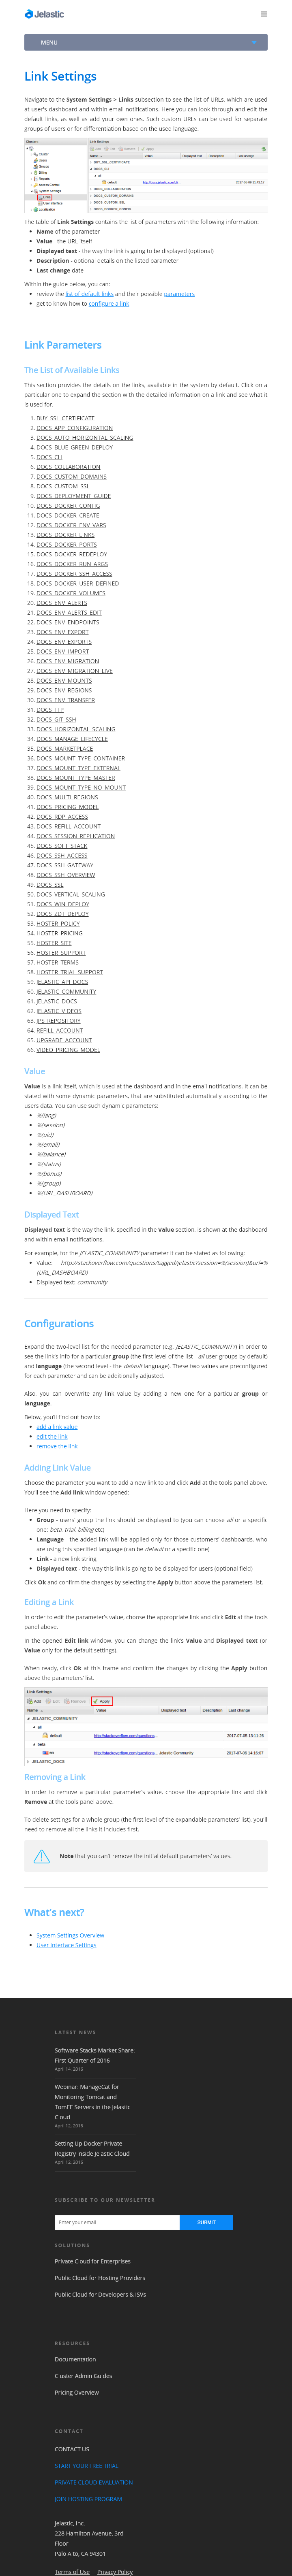 Jelastic
MENU
Link Settings
Navigate to the System Settings > Links subsection to see the list of URLs, which are used
at user's dashboard and within email notifications. Here you can look through and edit the
default links, as well as add your own ones. Such custom URLs can be set for separate
groups of users or for differentiation based on the used language.
The table of Link Settings contains the list of parameters with the following information:
Name of the parameter
Value - the URL itself
Displayed text - the way the link is going to be displayed (optional)
Description - optional details on the listed parameter
Last change date
Within the guide below, you can:
review the list of default links and their possible parameters
get to know how to configure a link
Link Parameters
The List of Available Links
This section provides the details on the links, available in the system by default. Click on a
particular one to expand the section with the detailed information on a link and see what it
is used for.
1. BUY_SSL_CERTIFICATE
2. DOCS_APP_CONFIGURATION
3. DOCS_AUTO_HORIZONTAL_SCALING
4. DOCS_BLUE_GREEN_DEPLOY
5. DOCS_CLI
6. DOCS_COLLABORATION
7. DOCS_CUSTOM_DOMAINS
8. DOCS_CUSTOM_SSL
9. DOCS_DEPLOYMENT_GUIDE
10. DOCS_DOCKER_CONFIG
11. DOCS_DOCKER_CREATE
12. DOCS_DOCKER_ENV_VARS
13. DOCS_DOCKER_LINKS
14. DOCS_DOCKER_PORTS
15. DOCS_DOCKER_REDEPLOY
16. DOCS_DOCKER_RUN_ARGS
17. DOCS_DOCKER_SSH_ACCESS
18. DOCS_DOCKER_USER_DEFINED
19. DOCS_DOCKER_VOLUMES
20. DOCS_ENV_ALERTS
21. DOCS_ENV_ALERTS_EDIT
22. DOCS_ENV_ENDPOINTS
23. DOCS_ENV_EXPORT
24. DOCS_ENV_EXPORTS
25. DOCS_ENV_IMPORT
26. DOCS_ENV_MIGRATION
27. DOCS_ENV_MIGRATION_LIVE
28. DOCS_ENV_MOUNTS
29. DOCS_ENV_REGIONS
30. DOCS_ENV_TRANSFER
31. DOCS_FTP
32. DOCS_GIT_SSH
33. DOCS_HORIZONTAL_SCALING
34. DOCS_MANAGE_LIFECYCLE
35. DOCS_MARKETPLACE
36. DOCS_MOUNT_TYPE_CONTAINER
37. DOCS_MOUNT_TYPE_EXTERNAL
38. DOCS_MOUNT_TYPE_MASTER
39. DOCS_MOUNT_TYPE_NO_MOUNT
40. DOCS_MULTI_REGIONS
41. DOCS_PRICING_MODEL
42. DOCS_RDP_ACCESS
43. DOCS_REFILL_ACCOUNT
44. DOCS_SESSION_REPLICATION
45. DOCS_SOFT_STACK
46. DOCS_SSH_ACCESS
47. DOCS_SSH_GATEWAY
48. DOCS_SSH_OVERVIEW
49. DOCS_SSL
50. DOCS_VERTICAL_SCALING
51. DOCS_WIN_DEPLOY
52. DOCS_ZDT_DEPLOY
53. HOSTER_POLICY
54. HOSTER_PRICING
55. HOSTER_SITE
56. HOSTER_SUPPORT
57. HOSTER_TERMS
58. HOSTER_TRIAL_SUPPORT
59. JELASTIC_API_DOCS
60. JELASTIC_COMMUNITY
61. JELASTIC_DOCS
62. JELASTIC_VIDEOS
63. JPS_REPOSITORY
64. REFILL_ACCOUNT
65. UPGRADE_ACCOUNT
66. VIDEO_PRICING_MODEL
Value
Value is a link itself, which is used at the dashboard and in the email notifications. It can be
stated with some dynamic parameters, that are substituted automatically according to the
users data. You can use such dynamic parameters:
%(lang)
%(session)
%(uid)
%(email)
%(balance)
%(status)
%(bonus)
%(group)
%(URL_DASHBOARD)
Displayed Text
Displayed text is the way the link, specified in the Value section, is shown at the dashboard
and within email notifications.
For example, for the JELASTIC_COMMUNITY parameter it can be stated as following:
Value: http://stackoverflow.com/questions/tagged/jelastic?session=%(session)&url=%
(URL_DASHBOARD)
Displayed text: community
Configurations
Expand the two-level list for the needed parameter (e.g. JELASTIC_COMMUNITY) in order to
see the info on its link's value for a particular group (the first level of the list - all user groups by default)
and language (the second level - the default language). These two values are preconfigured
for each parameter and can be additionally adjusted.
Also, you can overwrite any link value by adding a new one for a particular group or
language.
Below, you'll find out how to:
add a link value
edit the link
remove the link
Adding Link Value
Choose the parameter you want to add a new link to and click Add at the tools panel above.
You'll see the Add link window opened:
Here you need to specify:
Group - users' group the link should be displayed to (you can choose all or a specific
one: beta, trial, billing etc)
Language - the added link will be applied only for those customers' dashboards, who
are using this specified language (can be default or a specific one)
Link - a new link string
Displayed text - the way this link is going to be displayed for users (optional field)
Click Ok and confirm the changes by selecting the Apply button above the parameters list.
Editing a Link
In order to edit the parameter's value, choose the appropriate link and click Edit at the tools
panel above.
In the opened Edit link window, you can change the link's Value and Displayed text (or
Value only for the default settings).
When ready, click Ok at this frame and confirm the changes by clicking the Apply button
above the parameters' list.
Link Settings
Add Edit Remove Apply
Name Value Displayed text Last change
JELASTIC_COMMUNITY
all
default http://stackoverflow.com/questions... 2017-07-05 13:11:26
beta
en http://stackoverflow.com/questions... Jelastic Community 2017-07-06 14:16:07
JELASTIC_DOCS
Removing a Link
In order to remove a particular parameter's value, choose the appropriate link and click
Remove at the tools panel above.
To delete settings for a whole group (the first level of the expandable parameters' list), you'll
need to remove all the links it includes first.
Note that you can't remove the initial default parameters' values.
What's next?
System Settings Overview
User Interface Settings
LATEST NEWS
Software Stacks Market Share:
First Quarter of 2016
April 14, 2016
Webinar: ManageCat for
Monitoring Tomcat and
TomEE Servers in the Jelastic
Cloud
April 12, 2016
Setting Up Docker Private
Registry inside Jelastic Cloud
April 12, 2016
SUBSCRIBE TO OUR NEWSLETTER
Enter your email
SUBMIT
SOLUTIONS
Private Cloud for Enterprises
Public Cloud for Hosting Providers
Public Cloud for Developers & ISVs
RESOURCES
Documentation
Cluster Admin Guides
Pricing Overview
CONTACT
CONTACT US
START YOUR FREE TRIAL
PRIVATE CLOUD EVALUATION
JOIN HOSTING PROGRAM
Jelastic, Inc.
228 Hamilton Avenue, 3rd
Floor
Palo Alto, CA 94301
Terms of Use Privacy Policy